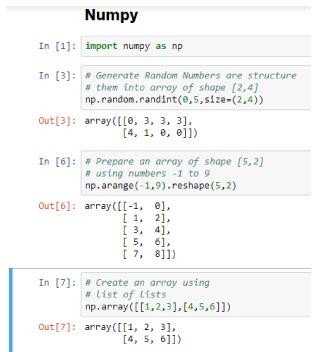 Numpy
In [1]: import numpy as np
In [3]: # Generate Random Numbers are structure
# them into array of shape [2,4]
np.random.randint(0,5,size=(2,4))
Out[3]: array([[0, 3, 3, 3],
[4, 1, 0, 0]])
In [6]: # Prepare an array of shape [5,2]
# using numbers -1 to 9
np.arange(-1,9).reshape(5,2)
Out[6]: array([[-1, 0],
[ 1, 2],
[ 3, 4],
[ 5, 6],
[ 7, 8]])
In [7]: # Create an array using
# list of lists
np.array([[1,2,3],[4,5,6]])
Out[7]: array([[1, 2, 3],
[4, 5, 6]])